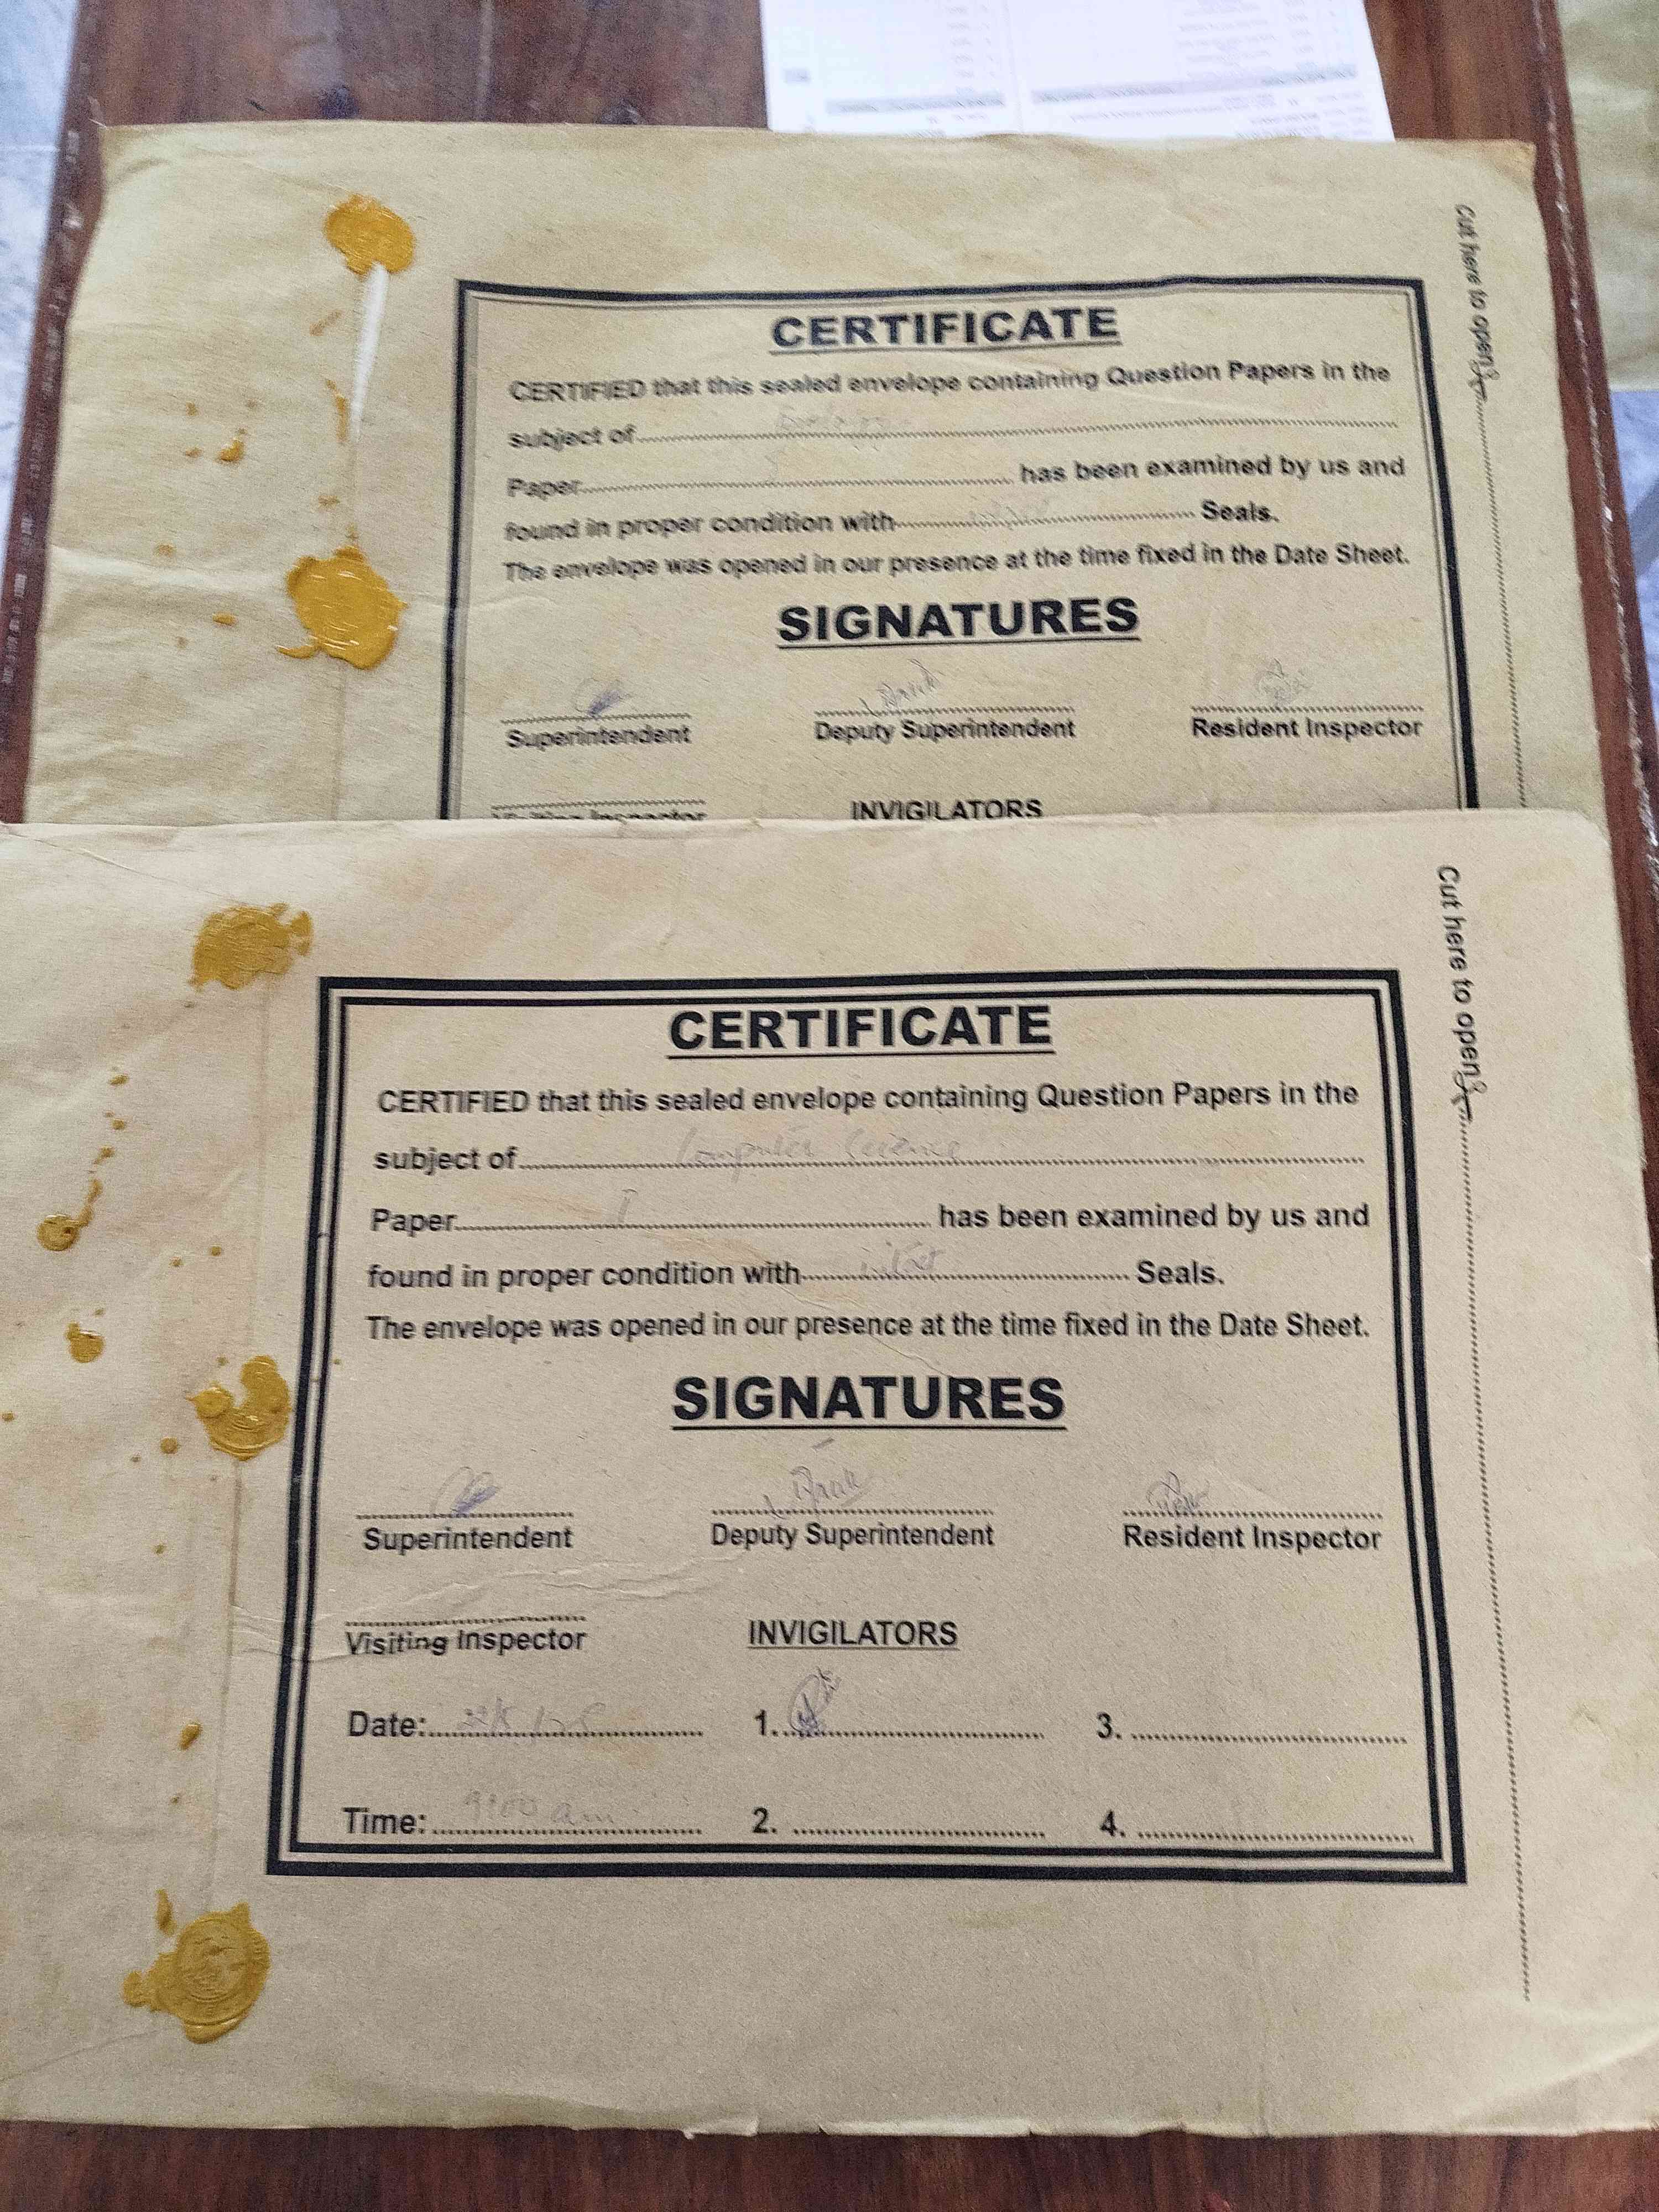 Cut here to open
CERTIFICATE
CERTIFIED that this sealed envelope containing Question Papers in the
subject of
Paper has been examined by us and
found in proper condition with Seals.
The envelope was opened in our presence at the time fixed in the Date Sheet.
SIGNATURES
Superintendent Deputy Superintendent Resident Inspector
Visiting Inspector INVIGILATORS
Cut here to open
CERTIFICATE
CERTIFIED that this sealed envelope containing Question Papers in the
subject of Computer Science
Paper I has been examined by us and
found in proper condition with Seals.
The envelope was opened in our presence at the time fixed in the Date Sheet.
SIGNATURES
Superintendent Deputy Superintendent Resident Inspector
Visiting Inspector INVIGILATORS
Date: 1. 3.
Time: 9:00 am 2. 4.